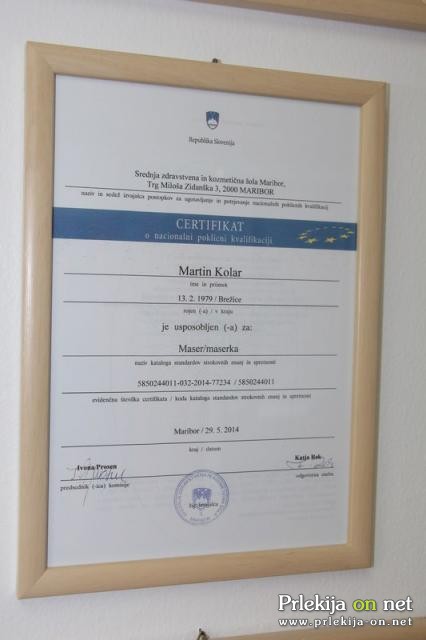 Republika Slovenija
Srednja zdravstvena in kozmetična šola Maribor,
Trg Miloša Zidanška 3, 2000 MARIBOR
naziv in sedež izvajalca postopkov za ugotavljanje in potrjevanje nacionalnih poklicnih kvalifikacij
CERTIFIKAT
o nacionalni poklicni kvalifikaciji
Martin Kolar
ime in priimek
13. 2. 1979 / Brežice
rojen (-a) / v kraju
je usposobljen (-a) za:
Maser/maserka
naziv kataloga standardov strokovnih znanj in spretnosti
5850244011-032-2014-77234 / 5850244011
evidenčna številka certifikata / koda kataloga standardov strokovnih znanj in spretnosti
Maribor / 29. 5. 2014
kraj / datum
Ivona Prosen
predsednik (-ica) komisije
Katja Rek
odgovorna oseba
Prlekija on net
www.prlekija-on.net